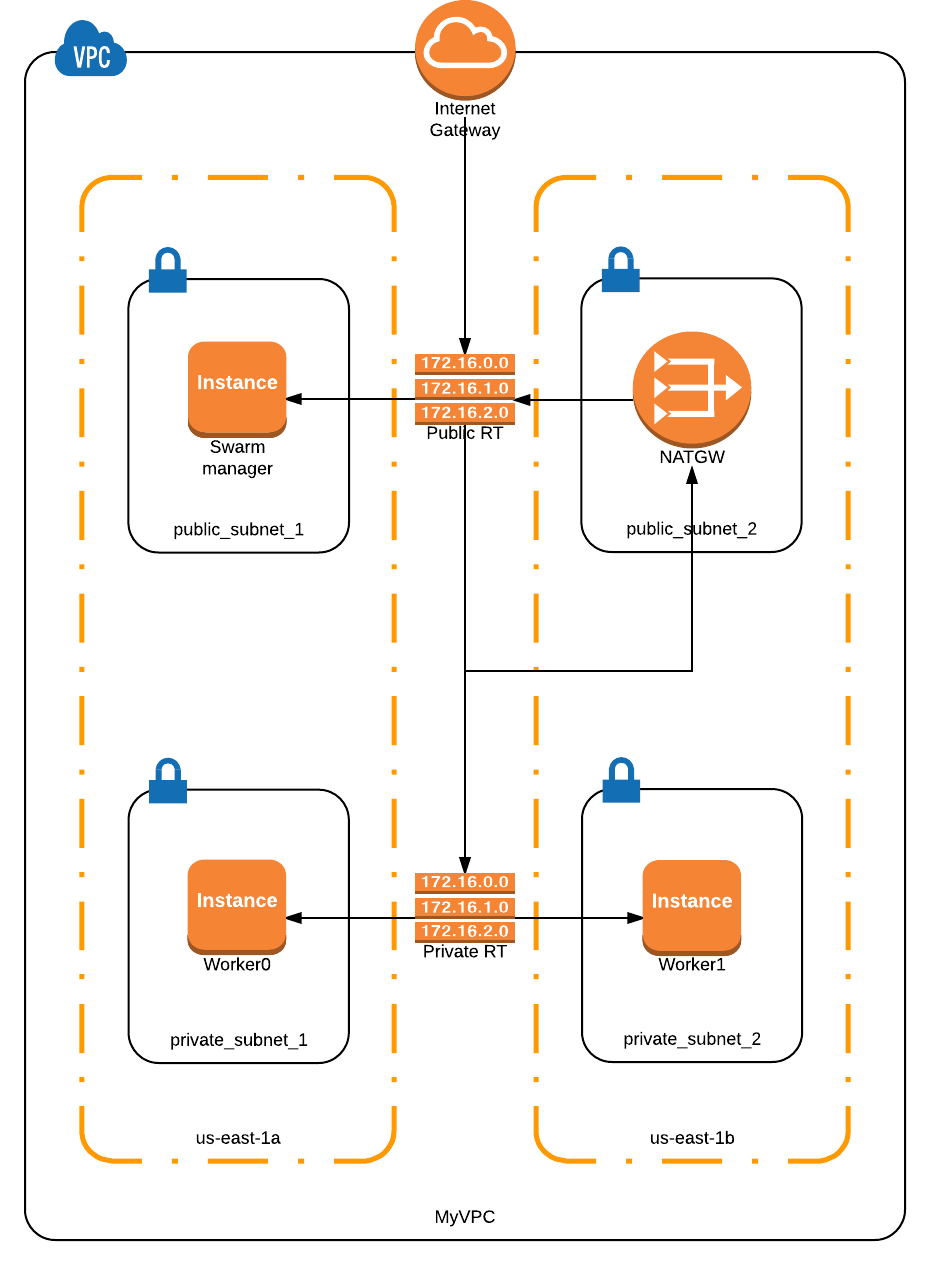 VPC
Internet
Gateway
172.16.0.0
172.16.1.0
172.16.2.0
Public RT
Instance
Swarm
manager
public_subnet_1
NATGW
public_subnet_2
172.16.0.0
172.16.1.0
172.16.2.0
Private RT
Instance
Worker0
private_subnet_1
Instance
Worker1
private_subnet_2
us-east-1a
us-east-1b
MyVPC